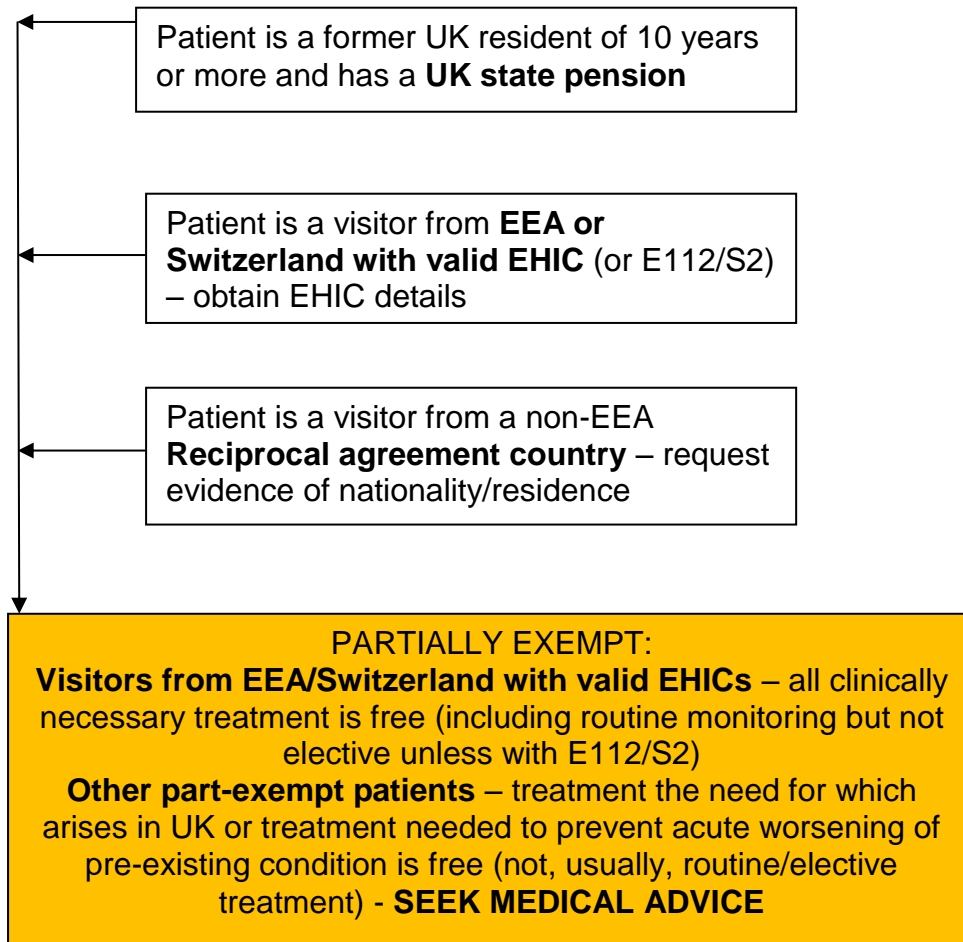 Patient is a former UK resident of 10 years
or more and has a UK state pension
Patient is a visitor from EEA or
Switzerland with valid EHIC (or E112/S2)
– obtain EHIC details
Patient is a visitor from a non-EEA
Reciprocal agreement country – request
evidence of nationality/residence
PARTIALLY EXEMPT:
Visitors from EEA/Switzerland with valid EHICs – all clinically
necessary treatment is free (including routine monitoring but not
elective unless with E112/S2)
Other part-exempt patients – treatment the need for which
arises in UK or treatment needed to prevent acute worsening of
pre-existing condition is free (not, usually, routine/elective
treatment) - SEEK MEDICAL ADVICE